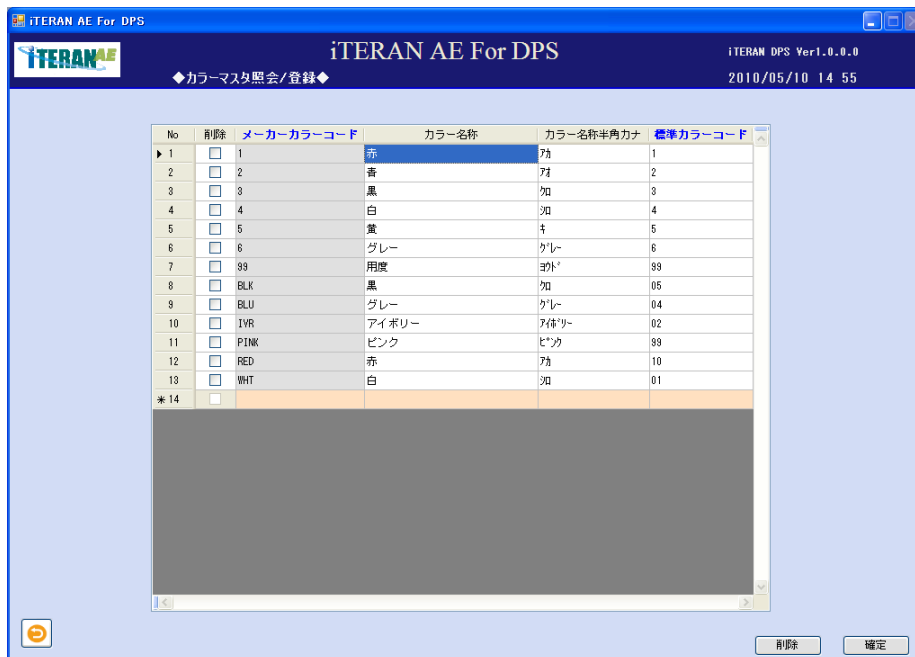 iTERAN AE For DPS
iTERAN AE
iTERAN AE For DPS
iTERAN DPS Ver1.0.0.0
◆カラーマスタ照会/登録◆
2010/05/10 14 55
No 削除 メーカーカラーコード カラー名称 カラー名称半角カナ 標準カラーコード
1 1 赤 ｱｶ 1
2 2 青 ｱｵ 2
3 3 黒 ｸﾛ 3
4 4 白 ｼﾛ 4
5 5 黄 ｷ 5
6 6 グレー ｸﾞﾚｰ 6
7 99 用度 ﾖｳﾄﾞ 99
8 BLK 黒 ｸﾛ 05
9 BLU グレー ｸﾞﾚｰ 04
10 IVR アイボリー ｱｲﾎﾞﾘｰ 02
11 PINK ピンク ﾋﾟﾝｸ 99
12 RED 赤 ｱｶ 10
13 WHT 白 ｼﾛ 01
* 14
削除 確定